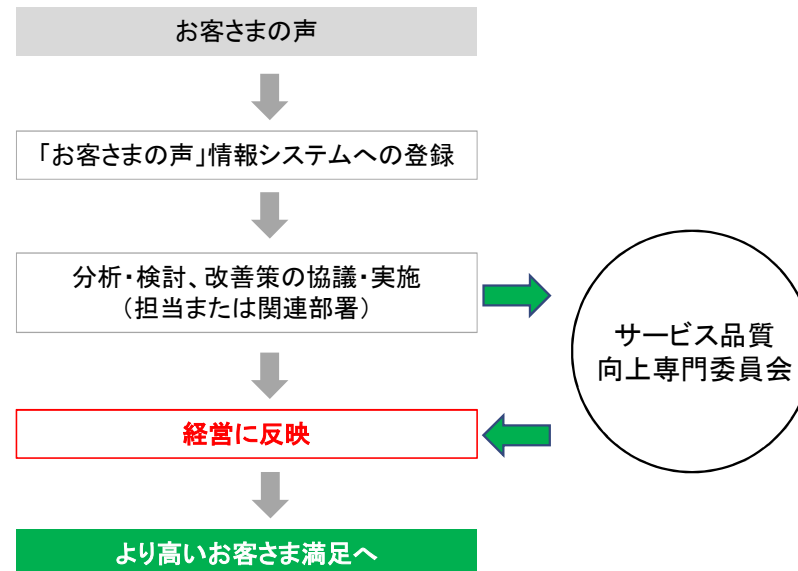 お客さまの声
「お客さまの声」情報システムへの登録
分析・検討、改善策の協議・実施
（担当または関連部署）
サービス品質
向上専門委員会
経営に反映
より高いお客さま満足へ